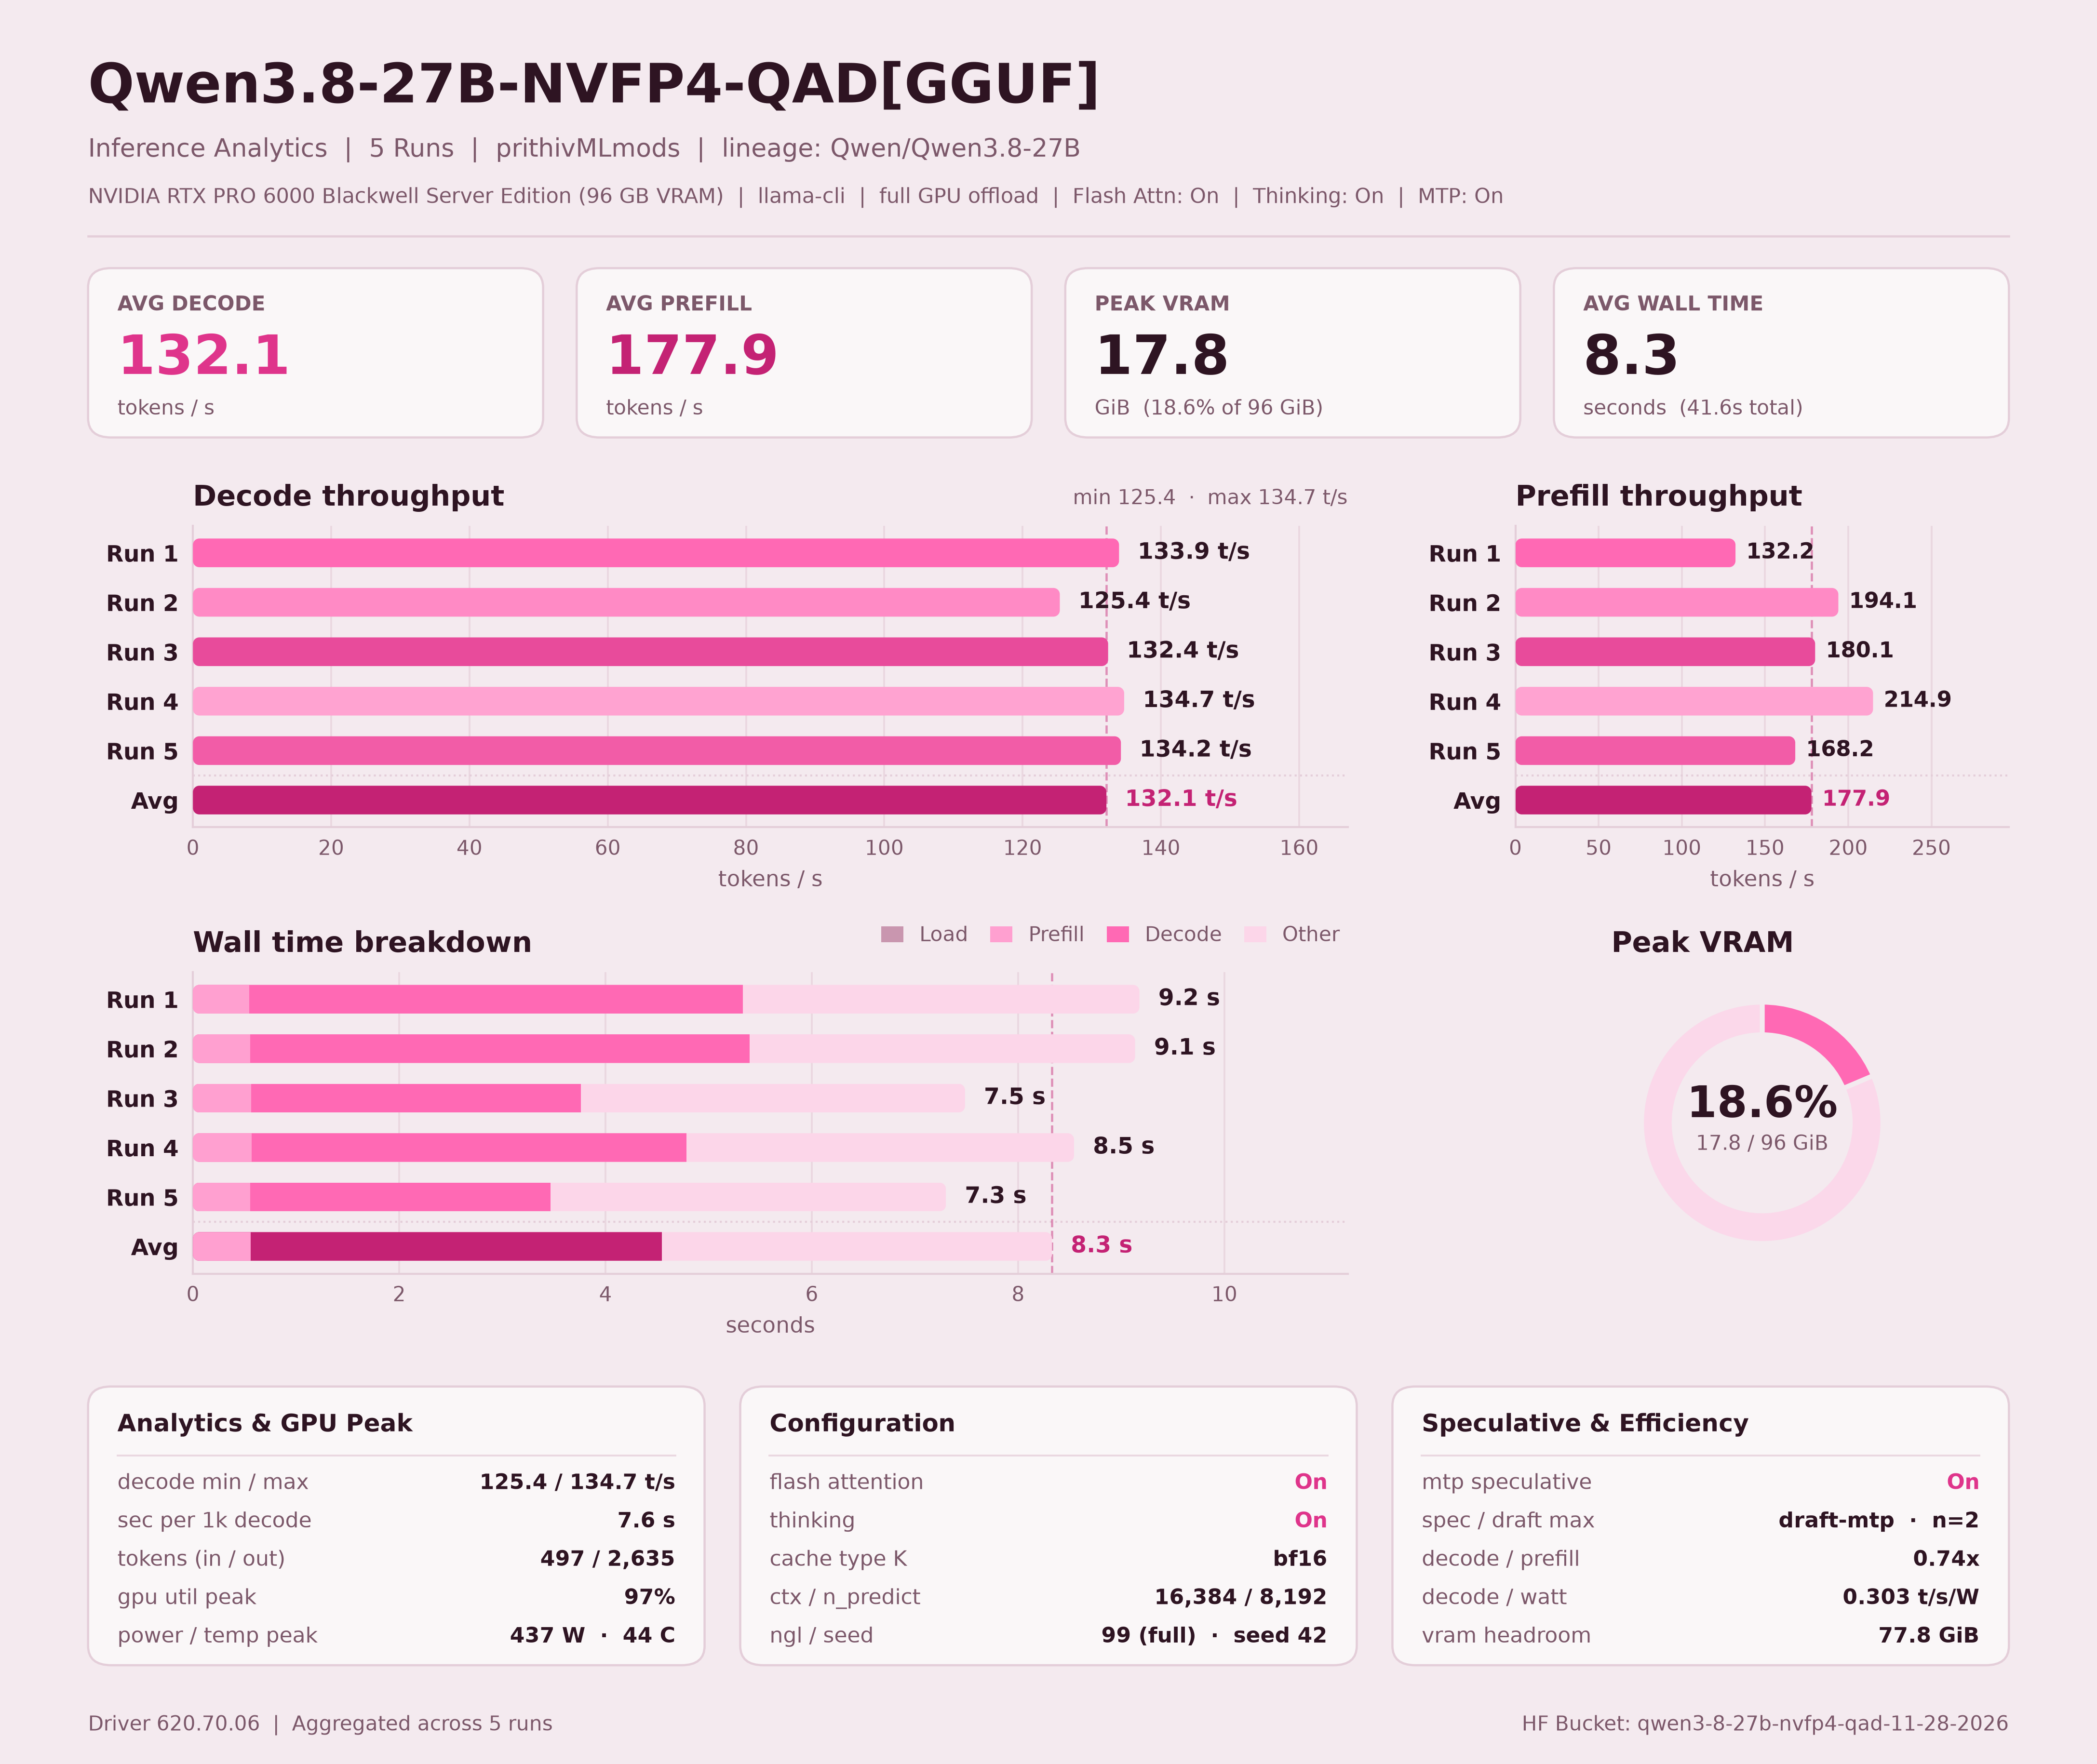 Qwen3.8-27B-NVFP4-QAD[GGUF]
Inference Analytics | 5 Runs | prithivMLmods | lineage: Qwen/Qwen3.8-27B
NVIDIA RTX PRO 6000 Blackwell Server Edition (96 GB VRAM) | llama-cli | full GPU offload | Flash Attn: On | Thinking: On | MTP: On
AVG DECODE
132.1
tokens / s
AVG PREFILL
177.9
tokens / s
PEAK VRAM
17.8
GiB (18.6% of 96 GiB)
AVG WALL TIME
8.3
seconds (41.6s total)
Decode throughput
min 125.4 · max 134.7 t/s
Run 1 133.9 t/s
Run 2 125.4 t/s
Run 3 132.4 t/s
Run 4 134.7 t/s
Run 5 134.2 t/s
Avg 132.1 t/s
0 20 40 60 80 100 120 140 160
tokens / s
Prefill throughput
Run 1 132.2
Run 2 194.1
Run 3 180.1
Run 4 214.9
Run 5 168.2
Avg 177.9
0 50 100 150 200 250
tokens / s
Wall time breakdown
Load Prefill Decode Other
Run 1 9.2 s
Run 2 9.1 s
Run 3 7.5 s
Run 4 8.5 s
Run 5 7.3 s
Avg 8.3 s
0 2 4 6 8 10
seconds
Peak VRAM
18.6%
17.8 / 96 GiB
Analytics & GPU Peak
decode min / max 125.4 / 134.7 t/s
sec per 1k decode 7.6 s
tokens (in / out) 497 / 2,635
gpu util peak 97%
power / temp peak 437 W · 44 C
Configuration
flash attention On
thinking On
cache type K bf16
ctx / n_predict 16,384 / 8,192
ngl / seed 99 (full) · seed 42
Speculative & Efficiency
mtp speculative On
spec / draft max draft-mtp · n=2
decode / prefill 0.74x
decode / watt 0.303 t/s/W
vram headroom 77.8 GiB
Driver 620.70.06 | Aggregated across 5 runs
HF Bucket: qwen3-8-27b-nvfp4-qad-11-28-2026